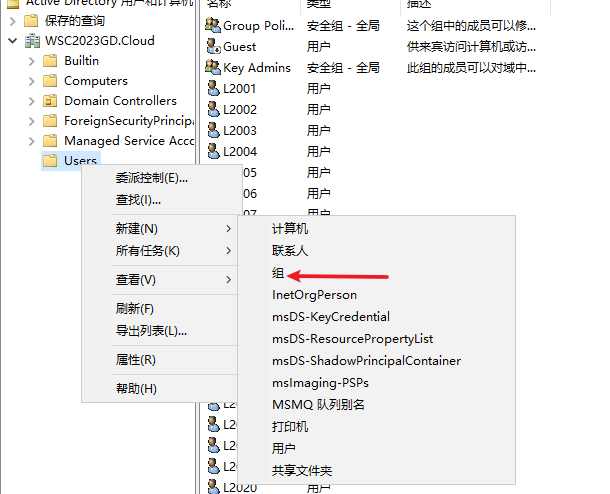 Active Directory 用户和计算机
名称 类型 描述
保存的查询
WSC2023GD.Cloud
Builtin
Computers
Domain Controllers
ForeignSecurityPrincipa
Managed Service Acco
Users
Group Poli... 安全组 - 全局 这个组中的成员可以修...
Guest 用户 供来宾访问计算机或访...
Key Admins 安全组 - 全局 此组的成员可以对域中...
L2001 用户
L2002 用户
L2003 用户
L2004 用户
05 用户
06 用户
07 用户
委派控制(E)...
查找(I)...
新建(N)
所有任务(K)
查看(V)
刷新(F)
导出列表(L)...
属性(R)
帮助(H)
计算机
联系人
组
InetOrgPerson
msDS-KeyCredential
msDS-ResourcePropertyList
msDS-ShadowPrincipalContainer
msImaging-PSPs
MSMQ 队列别名
打印机
用户
共享文件夹
L2020 用户